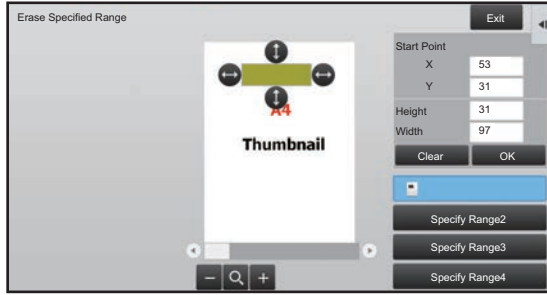 Erase Specified Range
Exit
Start Point
X 53
Y 31
Height 31
Width 97
Clear OK
A4
Thumbnail
Specify Range2
Specify Range3
Specify Range4